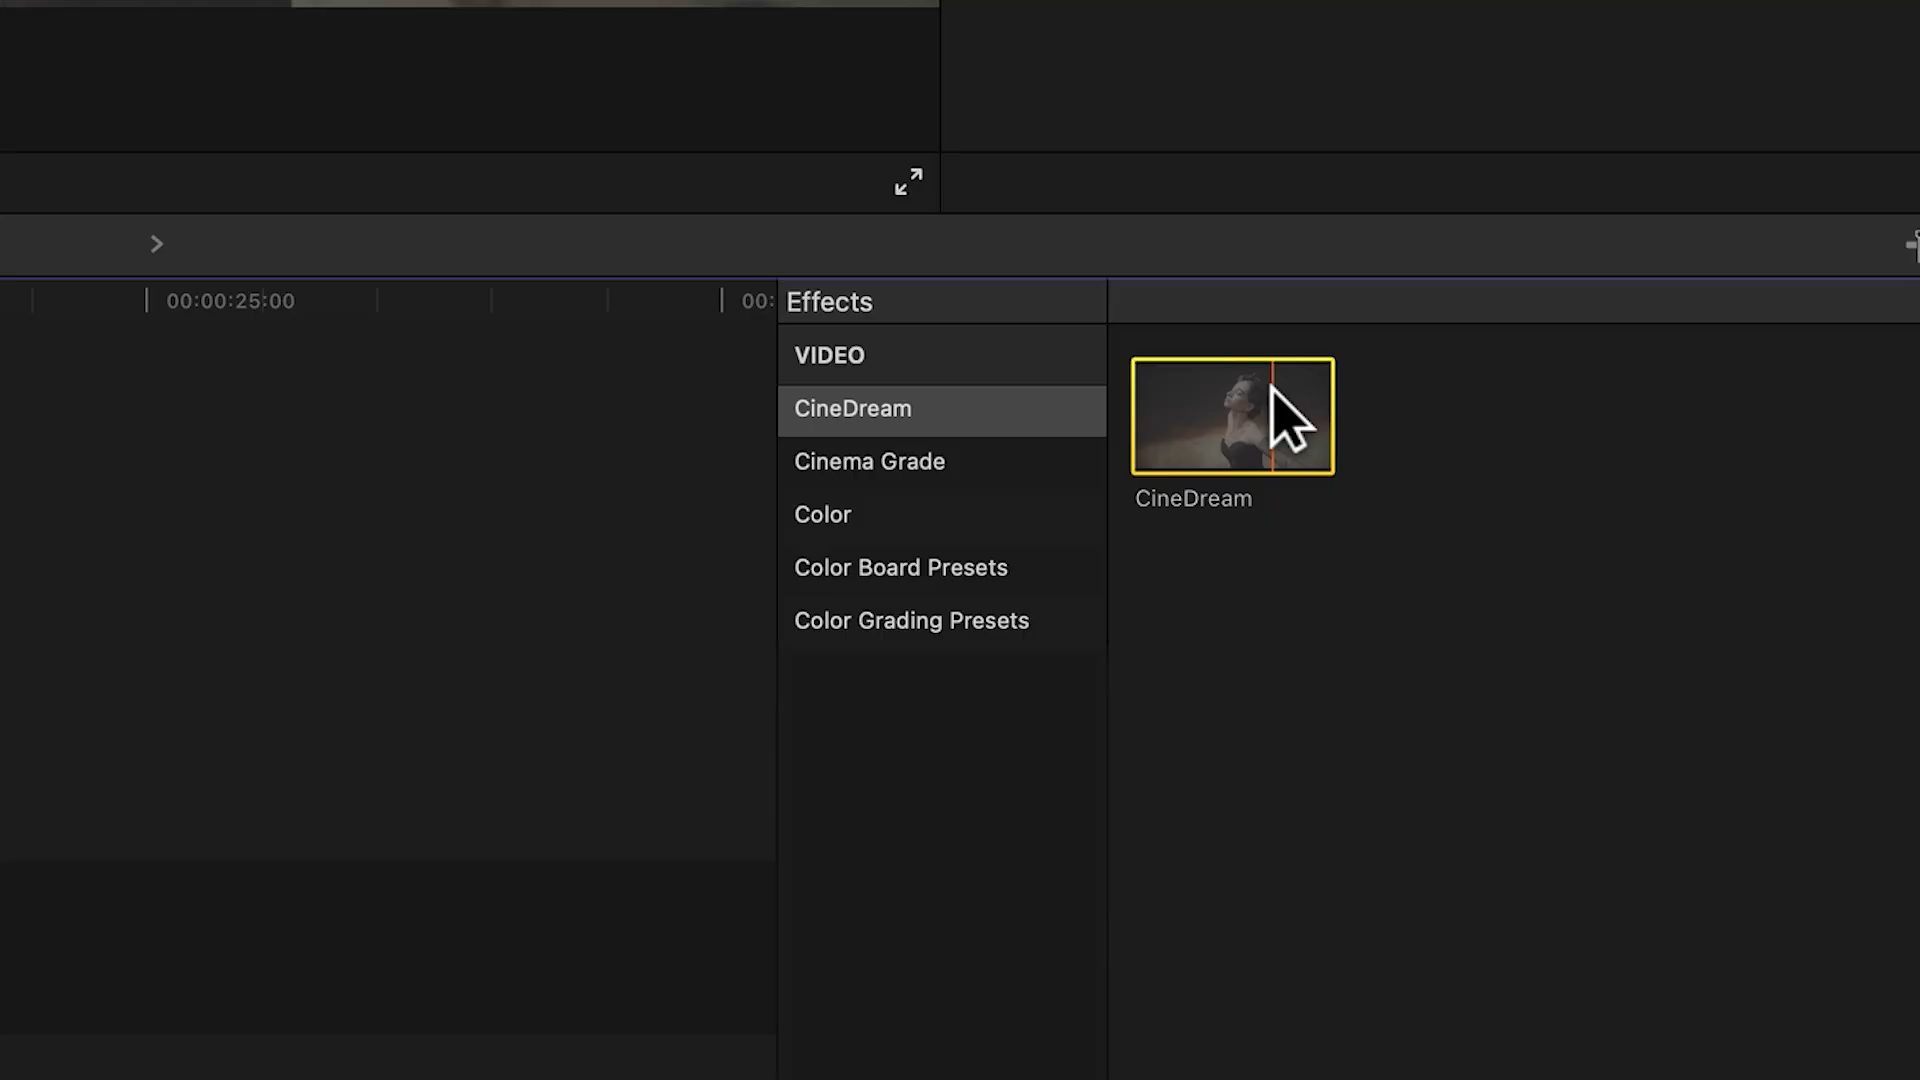 00:00:25:00
00:
Effects
VIDEO
CineDream
Cinema Grade
Color
Color Board Presets
Color Grading Presets
CineDream